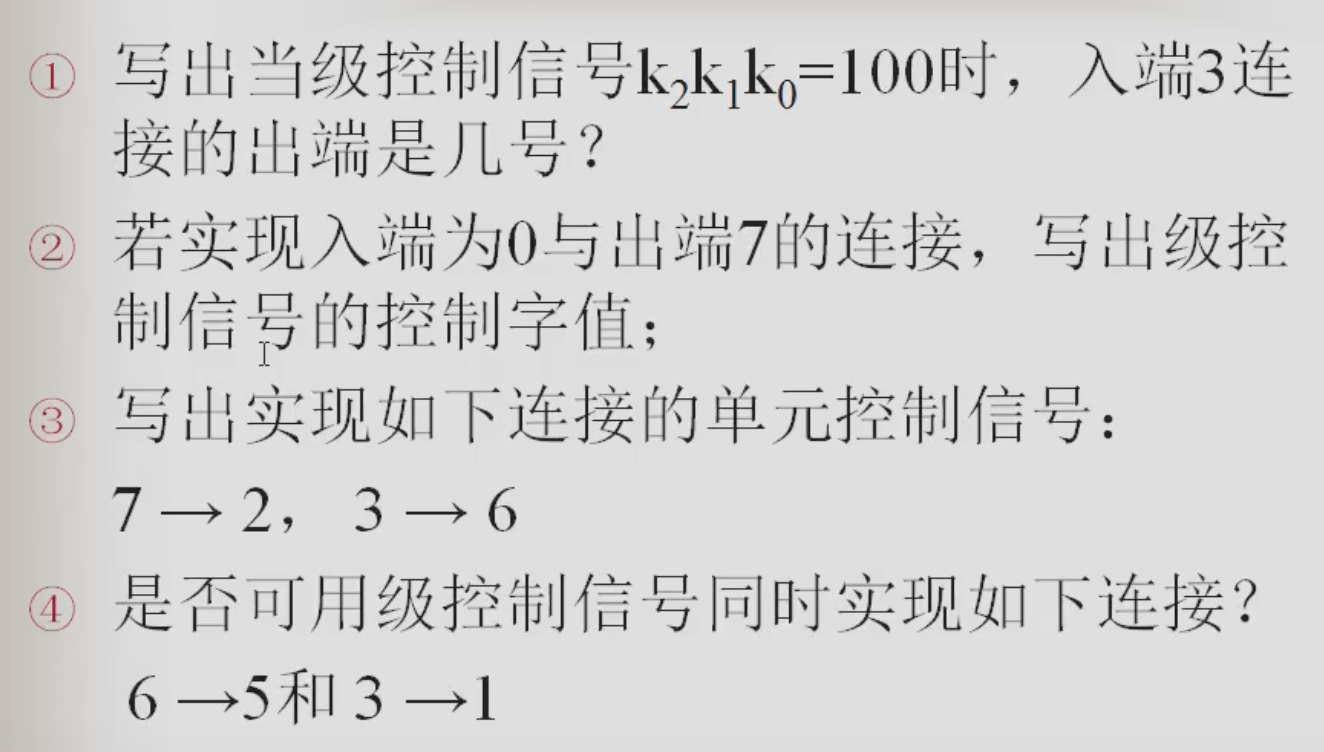 ① 写出当级控制信号k₂k₁k₀=100时，入端3连
接的出端是几号？
② 若实现入端为0与出端7的连接，写出级控
制信号的控制字值；
③ 写出实现如下连接的单元控制信号：
7 → 2， 3 → 6
④ 是否可用级控制信号同时实现如下连接？
6 →5和 3 →1